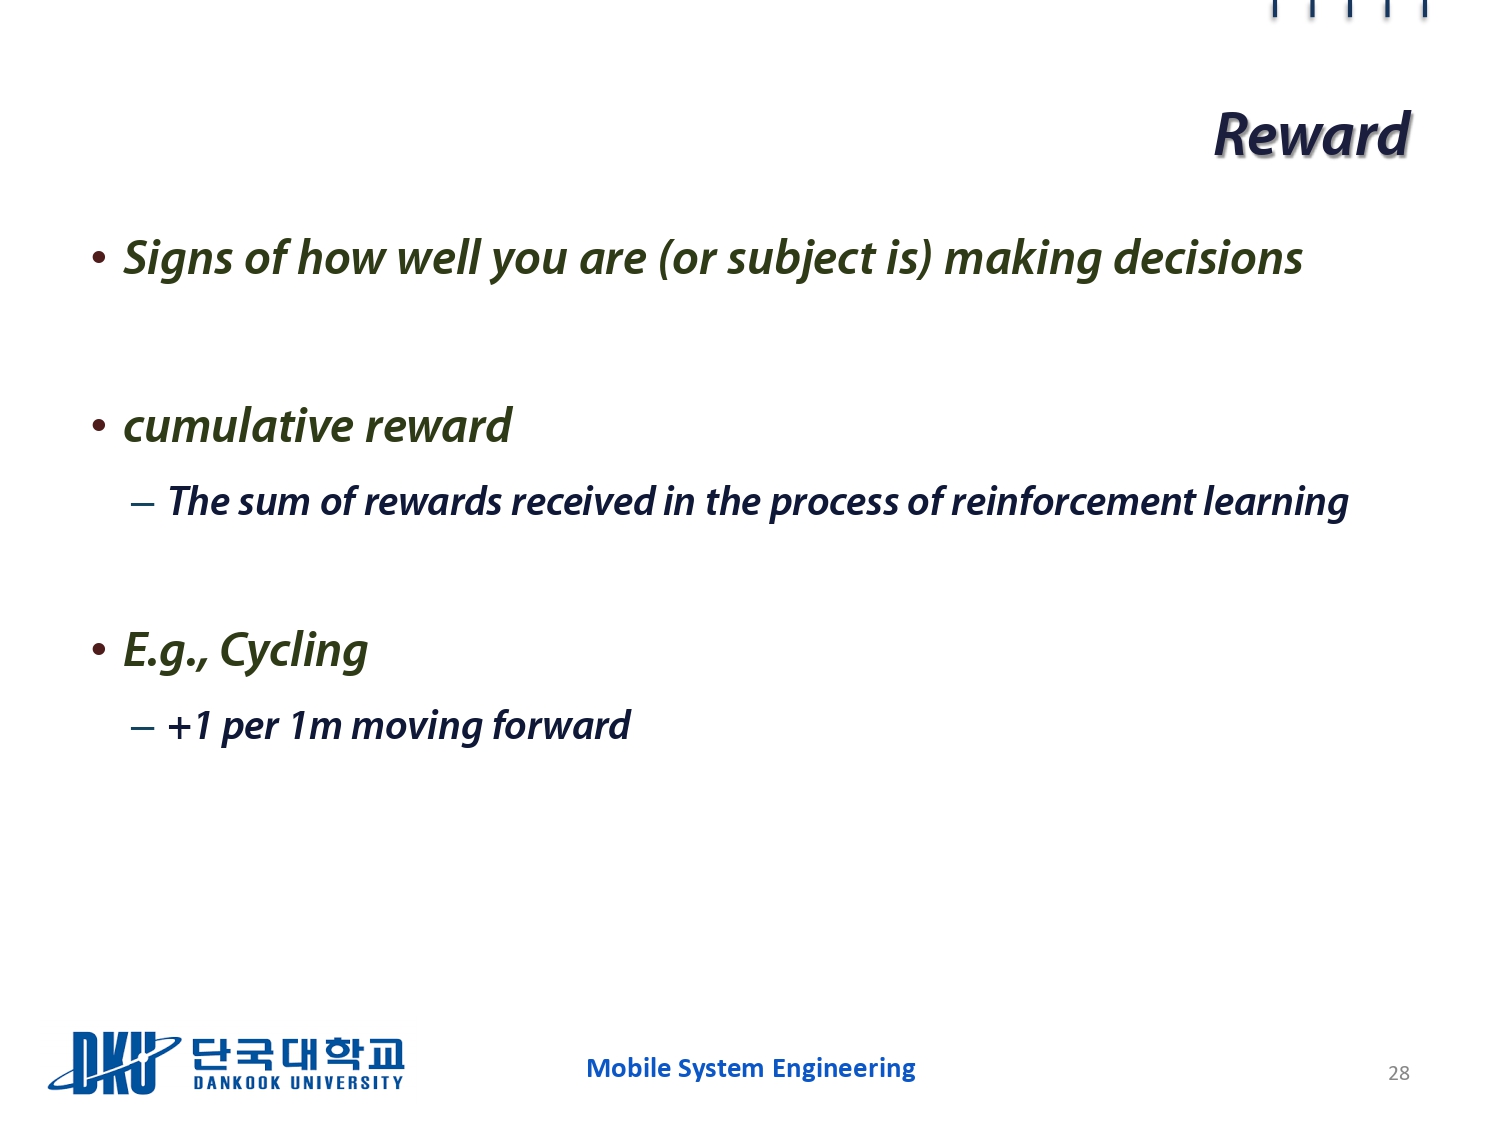 Reward
• Signs of how well you are (or subject is) making decisions
• cumulative reward
– The sum of rewards received in the process of reinforcement learning
• E.g., Cycling
– +1 per 1m moving forward
DKU 단국대학교
DANKOOK UNIVERSITY
Mobile System Engineering
28